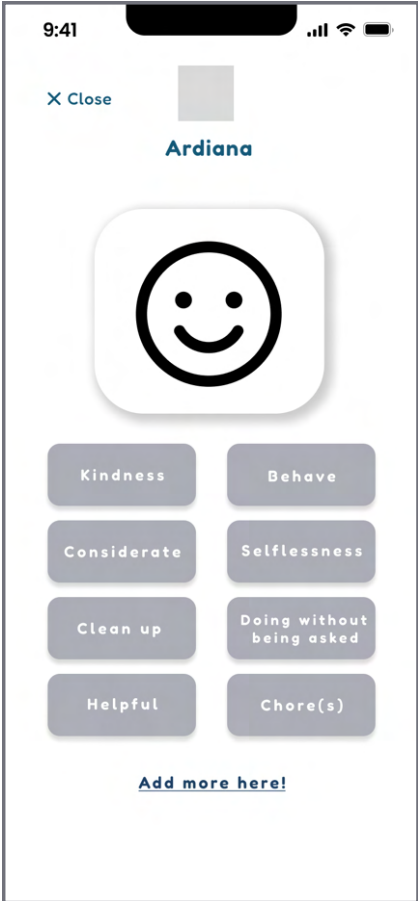 9:41
Close
Ardiana
Kindness
Behave
Considerate
Selflessness
Clean up
Doing without
being asked
Helpful
Chore(s)
Add more here!